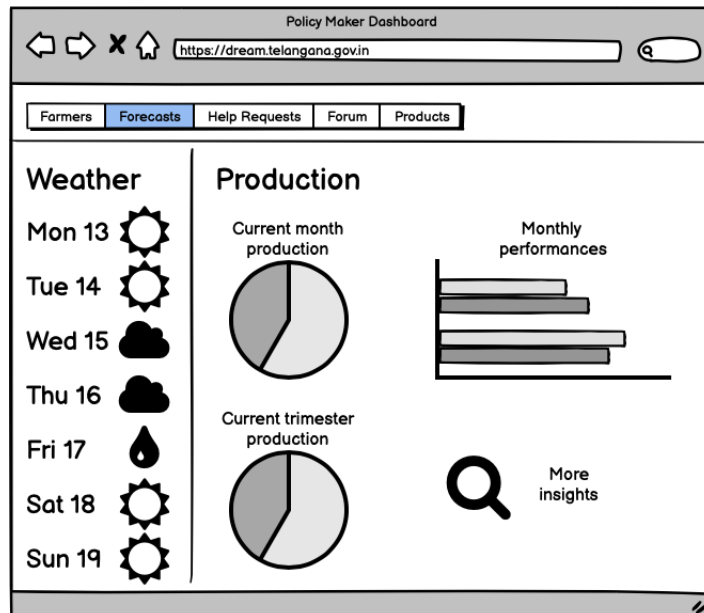 Policy Maker Dashboard
https://dream.telangana.gov.in
Farmers Forecasts Help Requests Forum Products
Weather
Mon 13
Tue 14
Wed 15
Thu 16
Fri 17
Sat 18
Sun 19
Production
Current month
production
Monthly
performances
Current trimester
production
More
insights